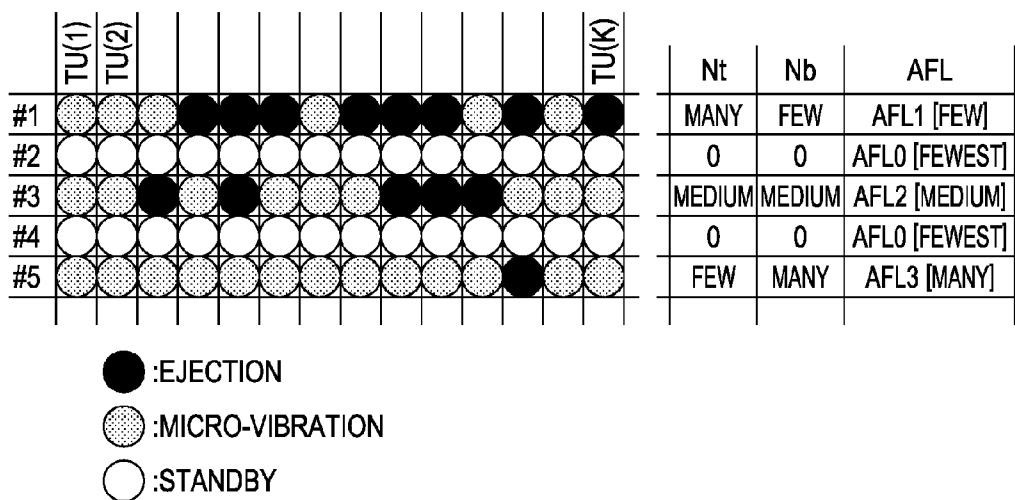 TU(1) TU(2) TU(K)
Nt Nb AFL
#1 MANY FEW AFL1 [FEW]
#2 0 0 AFL0 [FEWEST]
#3 MEDIUM MEDIUM AFL2 [MEDIUM]
#4 0 0 AFL0 [FEWEST]
#5 FEW MANY AFL3 [MANY]
:EJECTION
:MICRO-VIBRATION
:STANDBY